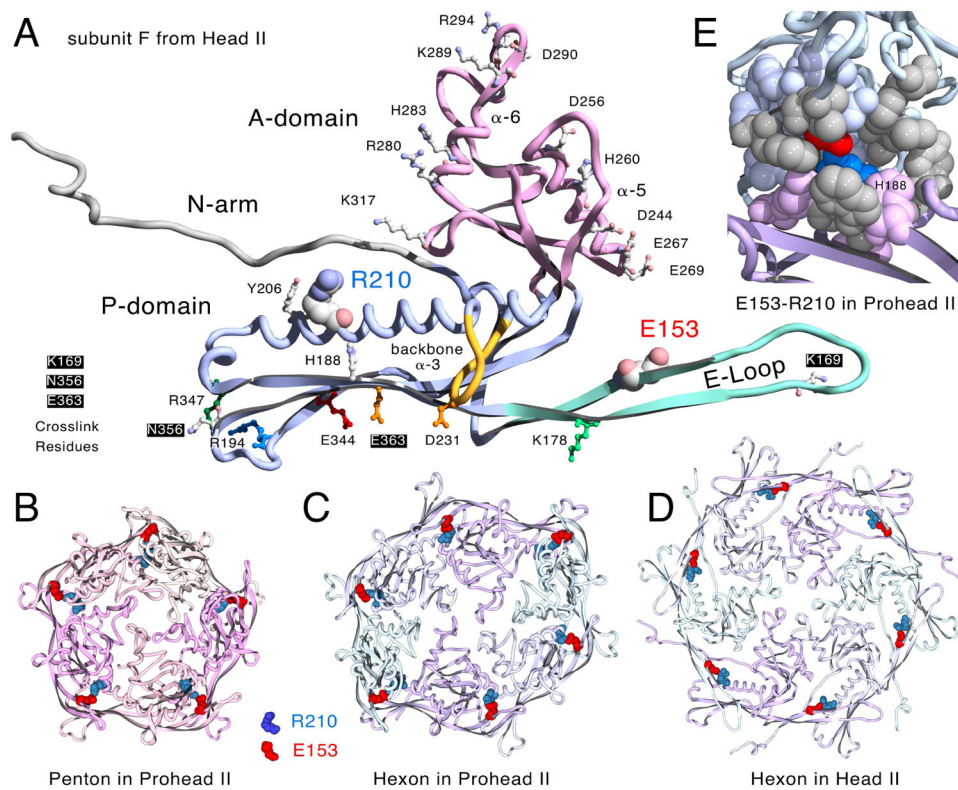 A
subunit F from Head II
R294
K289
D290
E
A-domain
α-6
H283
D256
R280
H260
α-5
N-arm
K317
D244
E267
E269
H188
E153-R210 in Prohead II
P-domain
Y206
R210
E153
K169
N356
E363
Crosslink
Residues
R347
N356
R194
H188
backbone
α-3
E344
E363
D231
K178
E-Loop
K169
B
C
D
R210
E153
Penton in Prohead II
Hexon in Prohead II
Hexon in Head II